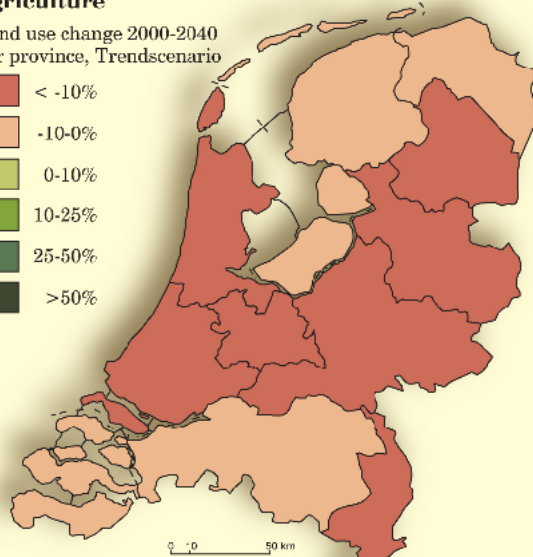 griculture
nd use change 2000-2040
r province, Trendscenario
< -10%
-10-0%
0-10%
10-25%
25-50%
>50%
0 10 50 km